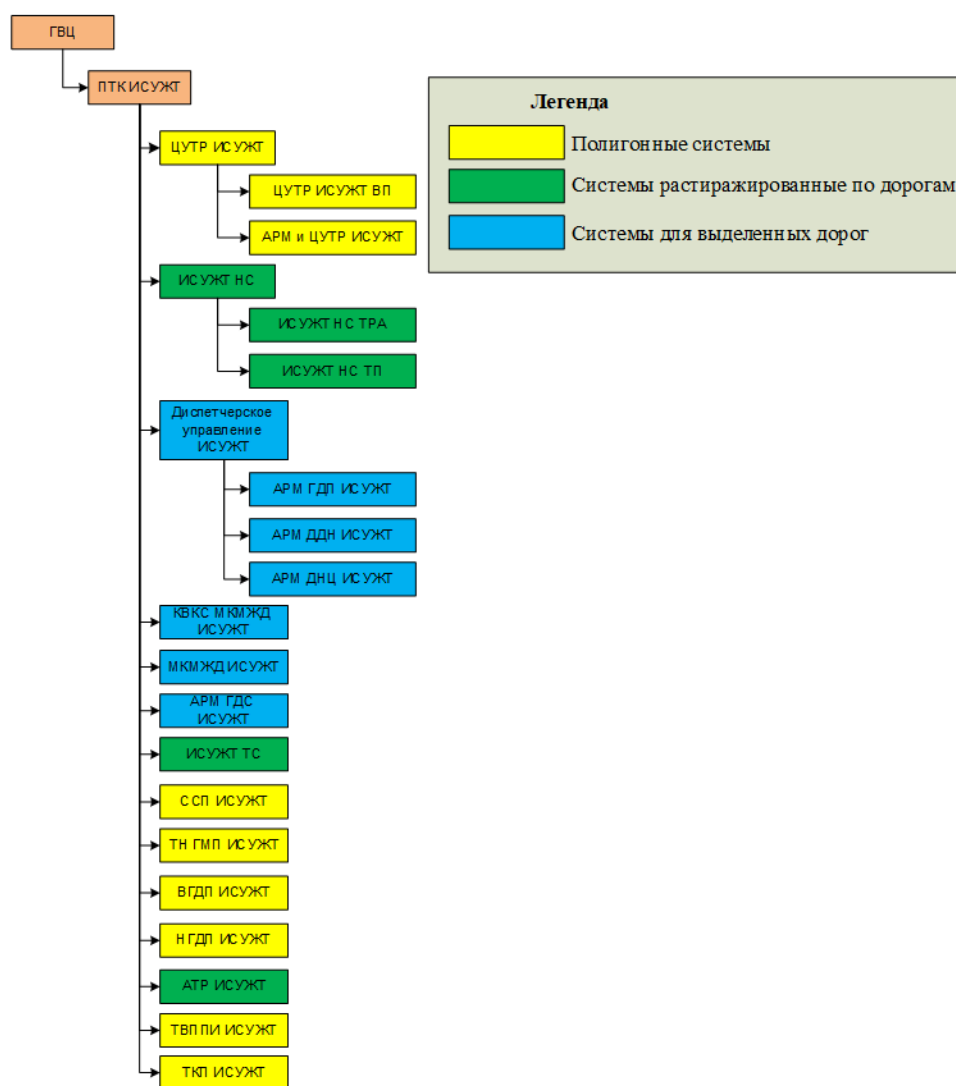 ГВЦ
ПТК ИСУЖТ
Легенда
Полигонные системы
Системы растиражированные по дорогам
Системы для выделенных дорог
ЦУТР ИСУЖТ
ЦУТР ИСУЖТ ВП
АРМ и ЦУТР ИСУЖТ
ИСУЖТ НС
ИСУЖТ НС ТРА
ИСУЖТ НС ТП
Диспетчерское
управление
ИСУЖТ
АРМ ГДП ИСУЖТ
АРМ ДДН ИСУЖТ
АРМ ДНЦ ИСУЖТ
КВКС МКМЖД
ИСУЖТ
МКМЖД ИСУЖТ
АРМ ГДС
ИСУЖТ
ИСУЖТ ТС
ССП ИСУЖТ
ТН ГМП ИСУЖТ
ВГДП ИСУЖТ
НГДП ИСУЖТ
АТР ИСУЖТ
ТВППИ ИСУЖТ
ТКП ИСУЖТ